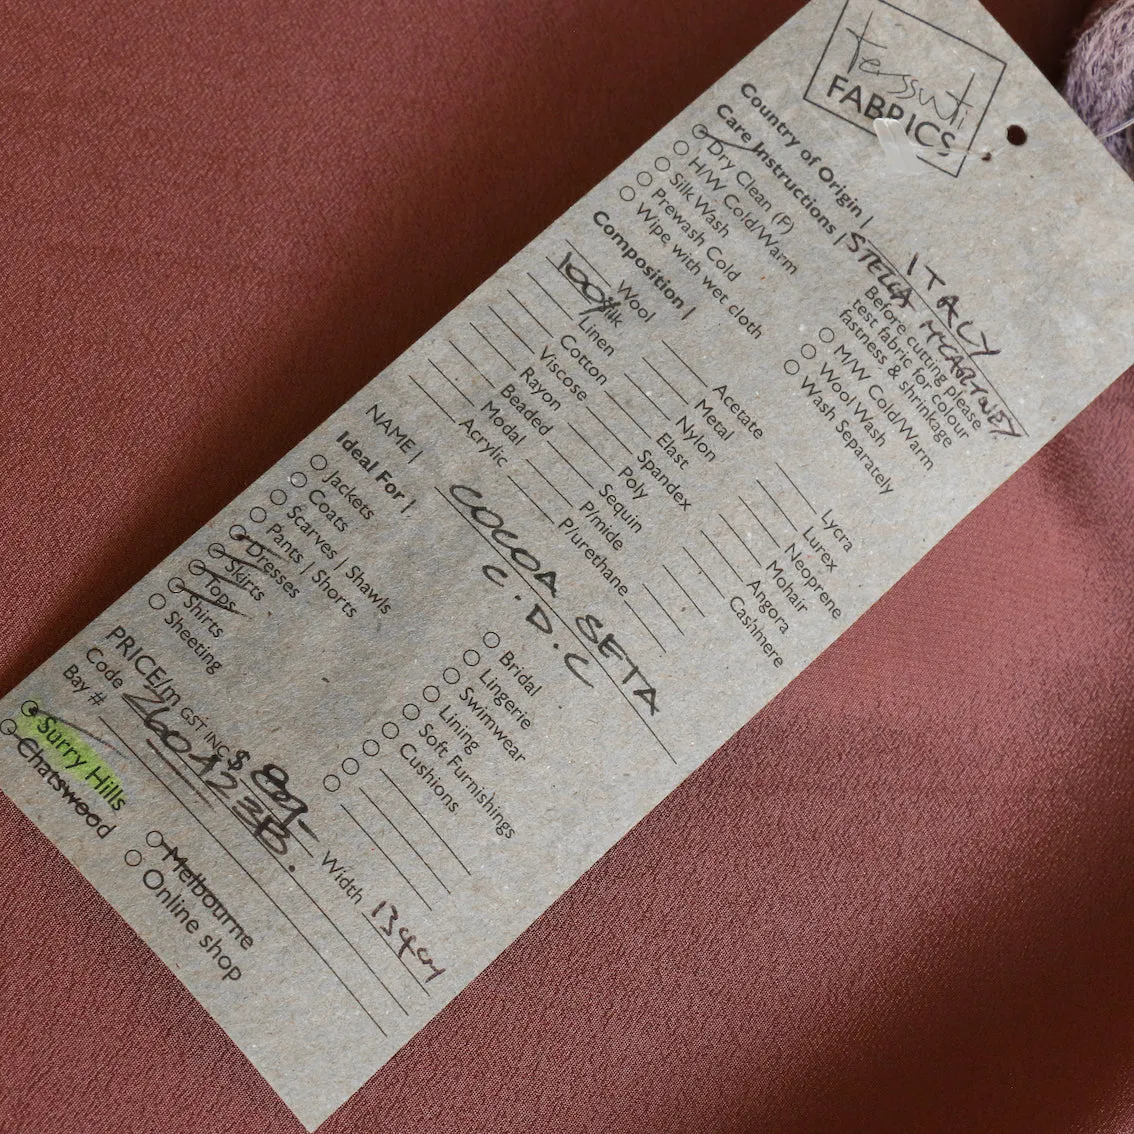 tessuti
FABRICS
Country of Origin | ITALY
STELLA McCARTNEY
Care Instructions | Before cutting please
test fabric for colour
fastness & shrinkage
Dry Clean (P)
H/W Cold/Warm
Silk Wash
Prewash Cold
Wipe with wet cloth
M/W Cold/Warm
Wool Wash
Wash Separately
Composition |
Wool
100% Silk
Linen
Cotton
Viscose
Rayon
Beaded
Modal
Acrylic
Acetate
Metal
Nylon
Elast
Spandex
Poly
Sequin
P/mide
P/urethane
Lycra
Lurex
Neoprene
Mohair
Angora
Cashmere
NAME | COCOA SETA
C.D.C
Ideal For |
Jackets
Coats
Scarves | Shawls
Pants | Shorts
Dresses
Skirts
Tops
Shirts
Sheeting
Bridal
Lingerie
Swimwear
Lining
Soft Furnishings
Cushions
PRICE/m GST INC $ 89/- Width 134cm
Code 260423B.
Bay #
Surry Hills
Chatswood
Melbourne
Online shop